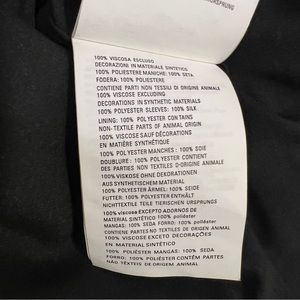 URSPRUNG
100% VISCOSA ESCLUSO
DECORAZIONI IN MATERIALE SINTETICO
100% POLIESTERE MANICHE: 100% SETA
FODERA: 100% POLIESTERE
CONTIENE PARTI NON TESSILI DI ORIGINE ANIMALE
100% VISCOSE EXCLUDING
DECORATIONS IN SYNTHETIC MATERIALS
100% POLYESTER SLEEVES: 100% SILK
LINING: 100% POLYESTER CONTAINS
NON-TEXTILE PARTS OF ANIMAL ORIGIN
100% VISCOSE SAUF DÉCORATIONS
EN MATIÈRE SYNTHÉTIQUE
100% POLYESTER MANCHES: 100% SOIE
DOUBLURE: 100% POLYESTER CONTIENT
DES PARTIES NON TEXTILES D'ORIGINE ANIMALE
100% VISKOSE OHNE DEKORATIONEN
AUS SYNTHETISCHEM MATERIAL
100% POLYESTER ÄRMEL: 100% SEIDE
FUTTER: 100% POLYESTER ENTHÄLT
NICHTTEXTILE TEILE TIERISCHEN URSPRUNGS
100% viscosa EXCEPTO ADORNOS DE
MATERIAL SINTÉTICO 100% poliéster
MANGAS: 100% SEDA FORRO: 100% poliéster
CONTIENE PARTES NO TEXTILES DE ORIGEN ANIMAL
100% VISCOSE EXCETO DECORAÇÕES
EM MATERIAL SINTÉTICO
100% POLIÉSTER MANGAS: 100% SEDA
FORRO: 100% POLIÉSTER CONTÉM PARTES
NÃO TÊXTEIS DE ORIGEM ANIMAL